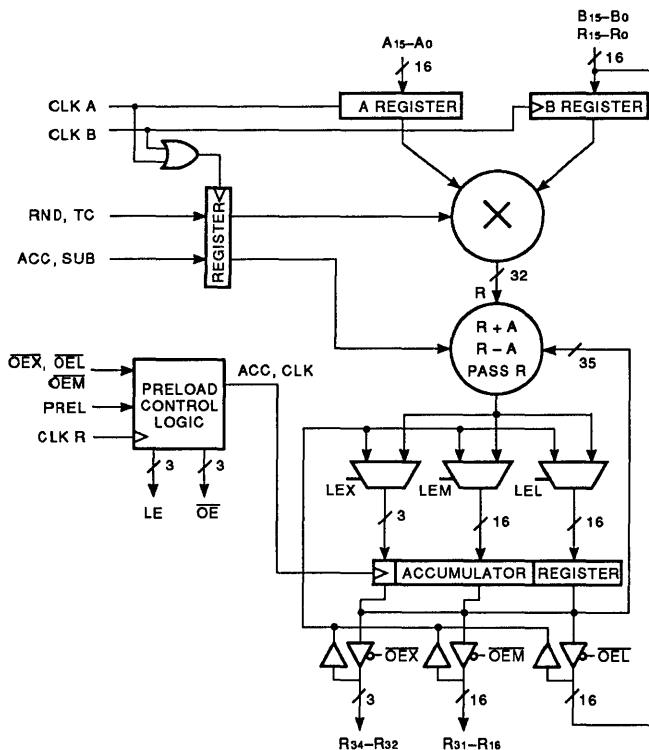 B15–B0
R15–R0
A15–A0
16
16
CLK A
A REGISTER
B REGISTER
CLK B
REGISTER
RND, TC
ACC, SUB
32
R
R + A
R – A
PASS R
35
OEX, OEL
OEM
PREL
CLK R
PRELOAD
CONTROL
LOGIC
ACC, CLK
3
3
LE
OE
LEX
LEM
LEL
3
16
16
ACCUMULATOR
REGISTER
OEX
OEM
OEL
3
16
16
R34–R32
R31–R16